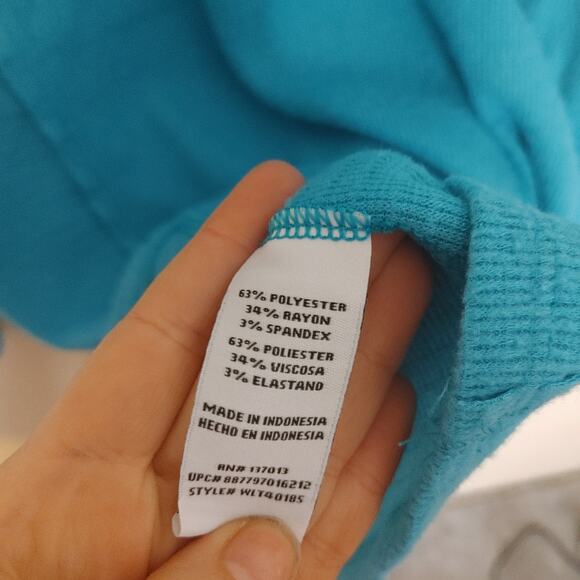 63% POLYESTER
34% RAYON
3% SPANDEX
63% POLIESTER
34% VISCOSA
3% ELASTANO
MADE IN INDONESIA
HECHO EN INDONESIA
RN# 137013
UPC# 887797016212
STYLE# WLT40185